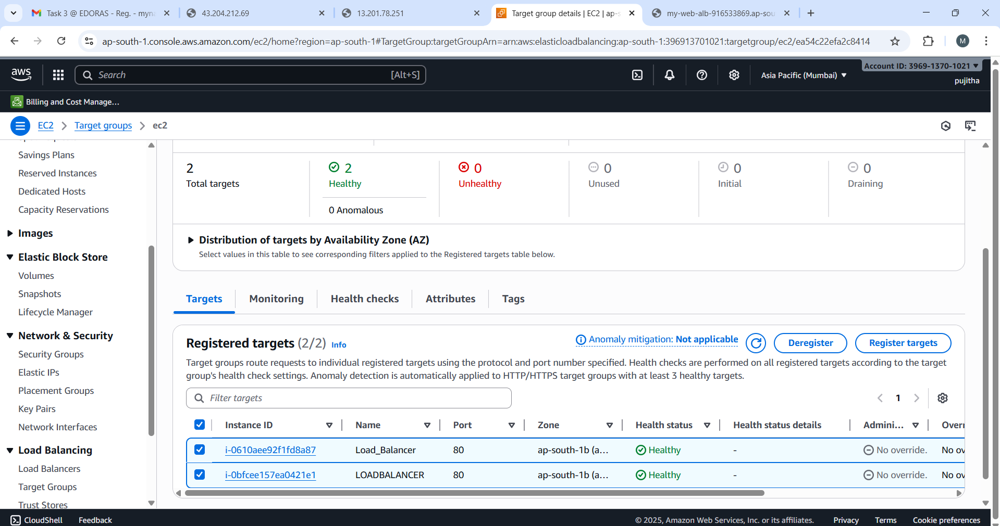 Task 3 @ EDORAS - Reg. - myna
43.204.212.69
13.201.78.251
Target group details | EC2 | ap-s
my-web-alb-916533869.ap-sou
ap-south-1.console.aws.amazon.com/ec2/home?region=ap-south-1#TargetGroup:targetGroupArn=arn:aws:elasticloadbalancing:ap-south-1:396913701021:targetgroup/ec2/ea54c22efa2c8414
M
aws
Search
[Alt+S]
Asia Pacific (Mumbai)
Account ID: 3969-1370-1021
pujitha
Billing and Cost Manage...
EC2
Target groups
ec2
Savings Plans
Reserved Instances
Dedicated Hosts
Capacity Reservations
Images
Elastic Block Store
Volumes
Snapshots
Lifecycle Manager
Network & Security
Security Groups
Elastic IPs
Placement Groups
Key Pairs
Network Interfaces
Load Balancing
Load Balancers
Target Groups
Trust Stores
2
Total targets
2
Healthy
0 Anomalous
0
Unhealthy
0
Unused
0
Initial
0
Draining
Distribution of targets by Availability Zone (AZ)
Select values in this table to see corresponding filters applied to the Registered targets table below.
Targets
Monitoring
Health checks
Attributes
Tags
Registered targets (2/2) Info
Anomaly mitigation: Not applicable
Deregister
Register targets
Target groups route requests to individual registered targets using the protocol and port number specified. Health checks are performed on all registered targets according to the target
group's health check settings. Anomaly detection is automatically applied to HTTP/HTTPS target groups with at least 3 healthy targets.
Filter targets
1
Instance ID Name Port Zone Health status Health status details Admini... Overr
i-0610aee92f1fd8a87 Load_Balancer 80 ap-south-1b (a... Healthy - No override. No ov
i-0bfcee157ea0421e1 LOADBALANCER 80 ap-south-1b (a... Healthy - No override. No ov
CloudShell
Feedback
© 2025, Amazon Web Services, Inc. or its affiliates.
Privacy
Terms
Cookie preferences